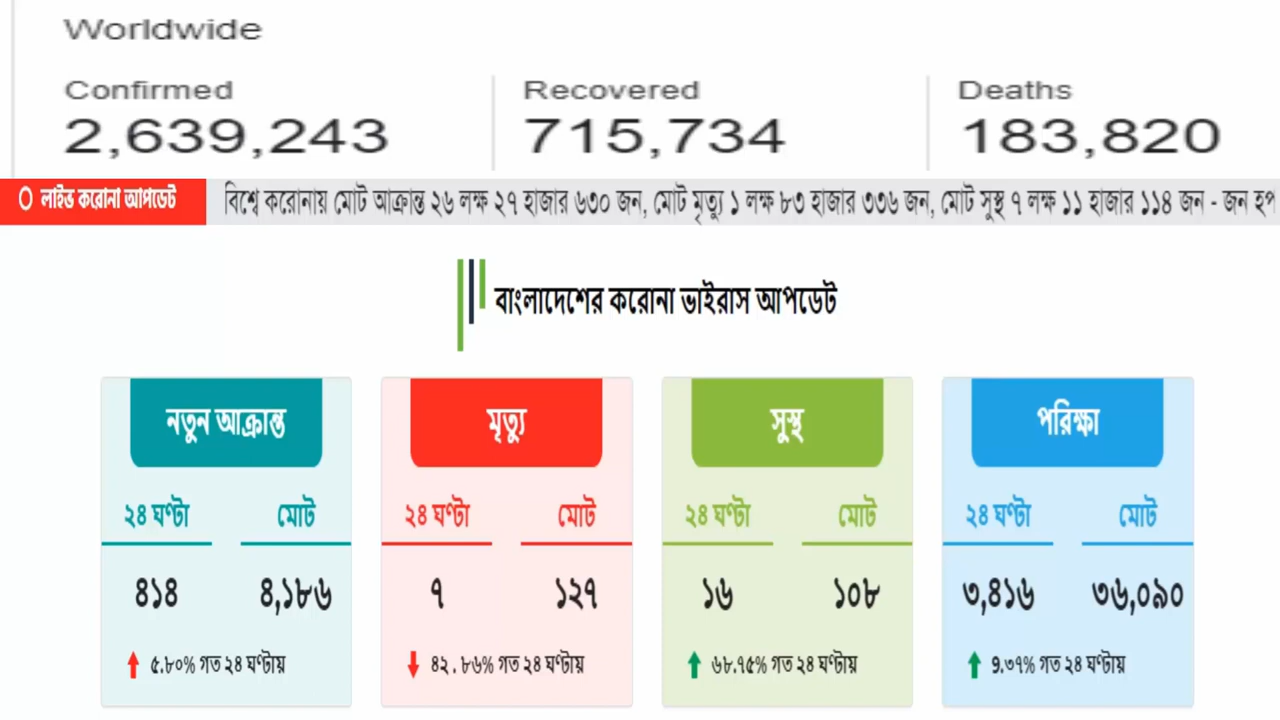 Worldwide
Confirmed Recovered Deaths
2,639,243 715,734 183,820
লাইভ করোনা আপডেট বিশ্বে করোনায় মোট আক্রান্ত ২৬ লক্ষ ২৭ হাজার ৬৩০ জন, মোট মৃত্যু ১ লক্ষ ৮৩ হাজার ৩৩৬ জন, মোট সুস্থ ৭ লক্ষ ১১ হাজার ১১৪ জন - জন হপ
বাংলাদেশের করোনা ভাইরাস আপডেট
নতুন আক্রান্ত মৃত্যু সুস্থ পরিক্ষা
২৪ ঘণ্টা মোট ২৪ ঘণ্টা মোট ২৪ ঘণ্টা মোট ২৪ ঘণ্টা মোট
৪১৪ ৪,১৮৬ ৭ ১২৭ ১৬ ১০৮ ৩,৪১৬ ৩৬,০৯০
৫.৮০% গত ২৪ ঘণ্টায় ৪২.৮৬% গত ২৪ ঘণ্টায় ৬৮.৭৫% গত ২৪ ঘণ্টায় 9.৩৭% গত ২৪ ঘণ্টায়